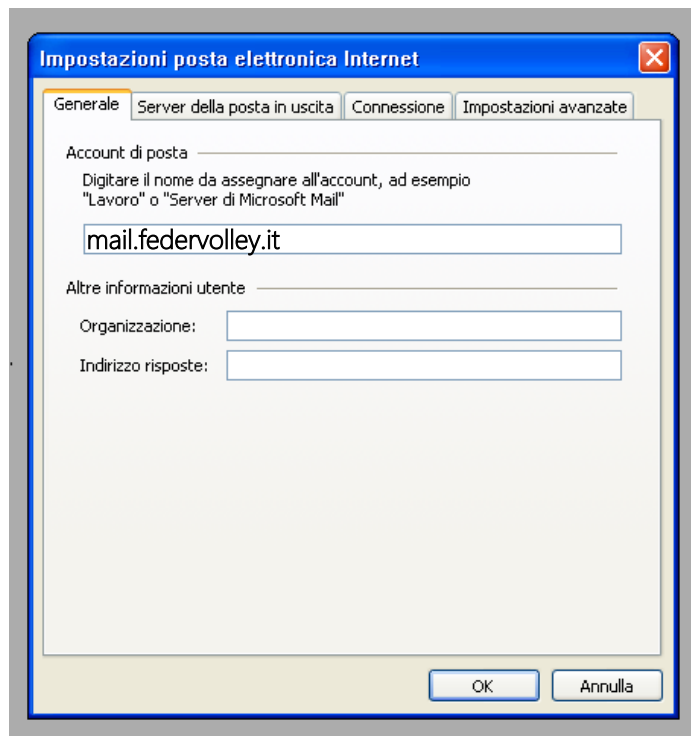 Impostazioni posta elettronica Internet
Generale Server della posta in uscita Connessione Impostazioni avanzate
Account di posta
Digitare il nome da assegnare all'account, ad esempio
"Lavoro" o "Server di Microsoft Mail"
mail.federvolley.it
Altre informazioni utente
Organizzazione:
Indirizzo risposte:
OK Annulla